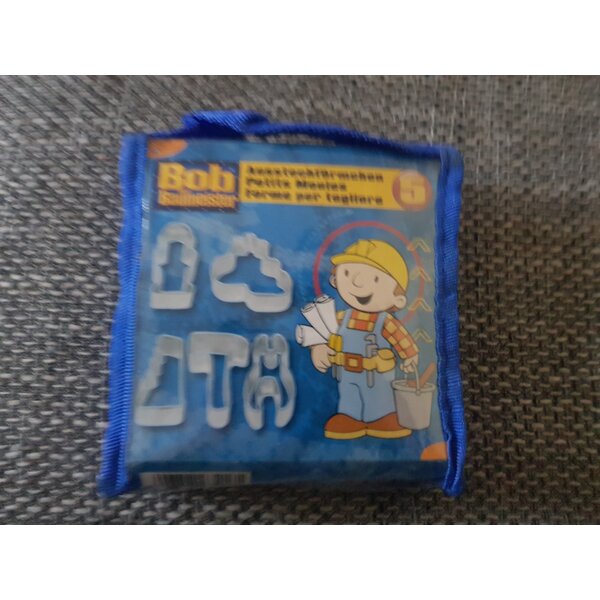 Bob
Baumeister
Ausstechförmchen
Petits Moules
Forme per tagliare
5